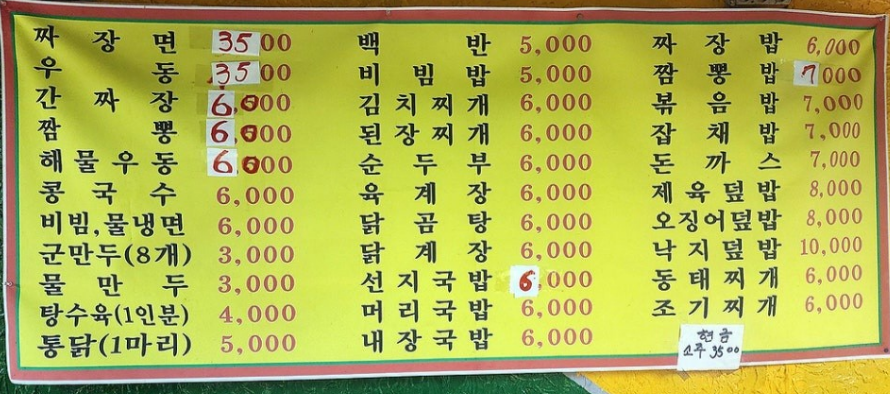 짜장면 3500
우동 3500
간짜장 6,000
짬뽕 6,000
해물우동 6,000
콩국수 6,000
비빔,물냉면 6,000
군만두(8개) 3,000
물만두 3,000
탕수육(1인분) 4,000
통닭(1마리) 5,000
백반 5,000
비빔밥 5,000
김치찌개 6,000
된장찌개 6,000
순두부 6,000
육계장 6,000
닭곰탕 6,000
닭계장 6,000
선지국밥 6,000
머리국밥 6,000
내장국밥 6,000
짜장밥 6,000
짬뽕밥 7000
볶음밥 7,000
잡채밥 7,000
돈까스 7,000
제육덮밥 8,000
오징어덮밥 8,000
낙지덮밥 10,000
동태찌개 6,000
조기찌개 6,000
현금
소주 3500